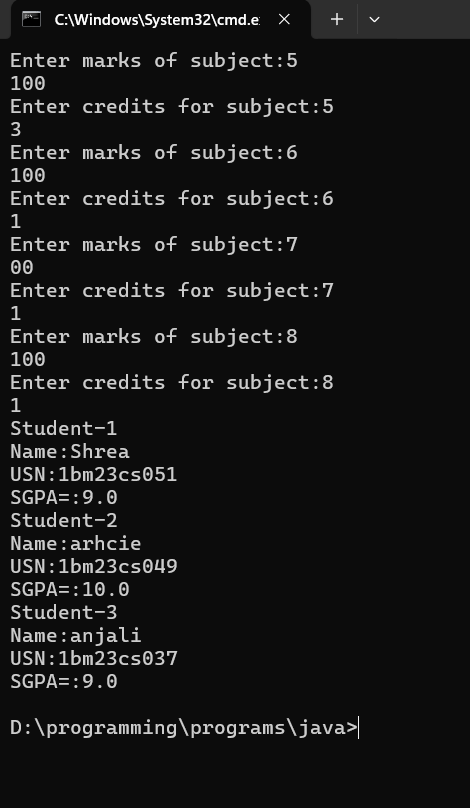 C:\Windows\System32\cmd.e
Enter marks of subject:5
100
Enter credits for subject:5
3
Enter marks of subject:6
100
Enter credits for subject:6
1
Enter marks of subject:7
00
Enter credits for subject:7
1
Enter marks of subject:8
100
Enter credits for subject:8
1
Student-1
Name:Shrea
USN:1bm23cs051
SGPA=:9.0
Student-2
Name:arhcie
USN:1bm23cs049
SGPA=:10.0
Student-3
Name:anjali
USN:1bm23cs037
SGPA=:9.0
D:\programming\programs\java>